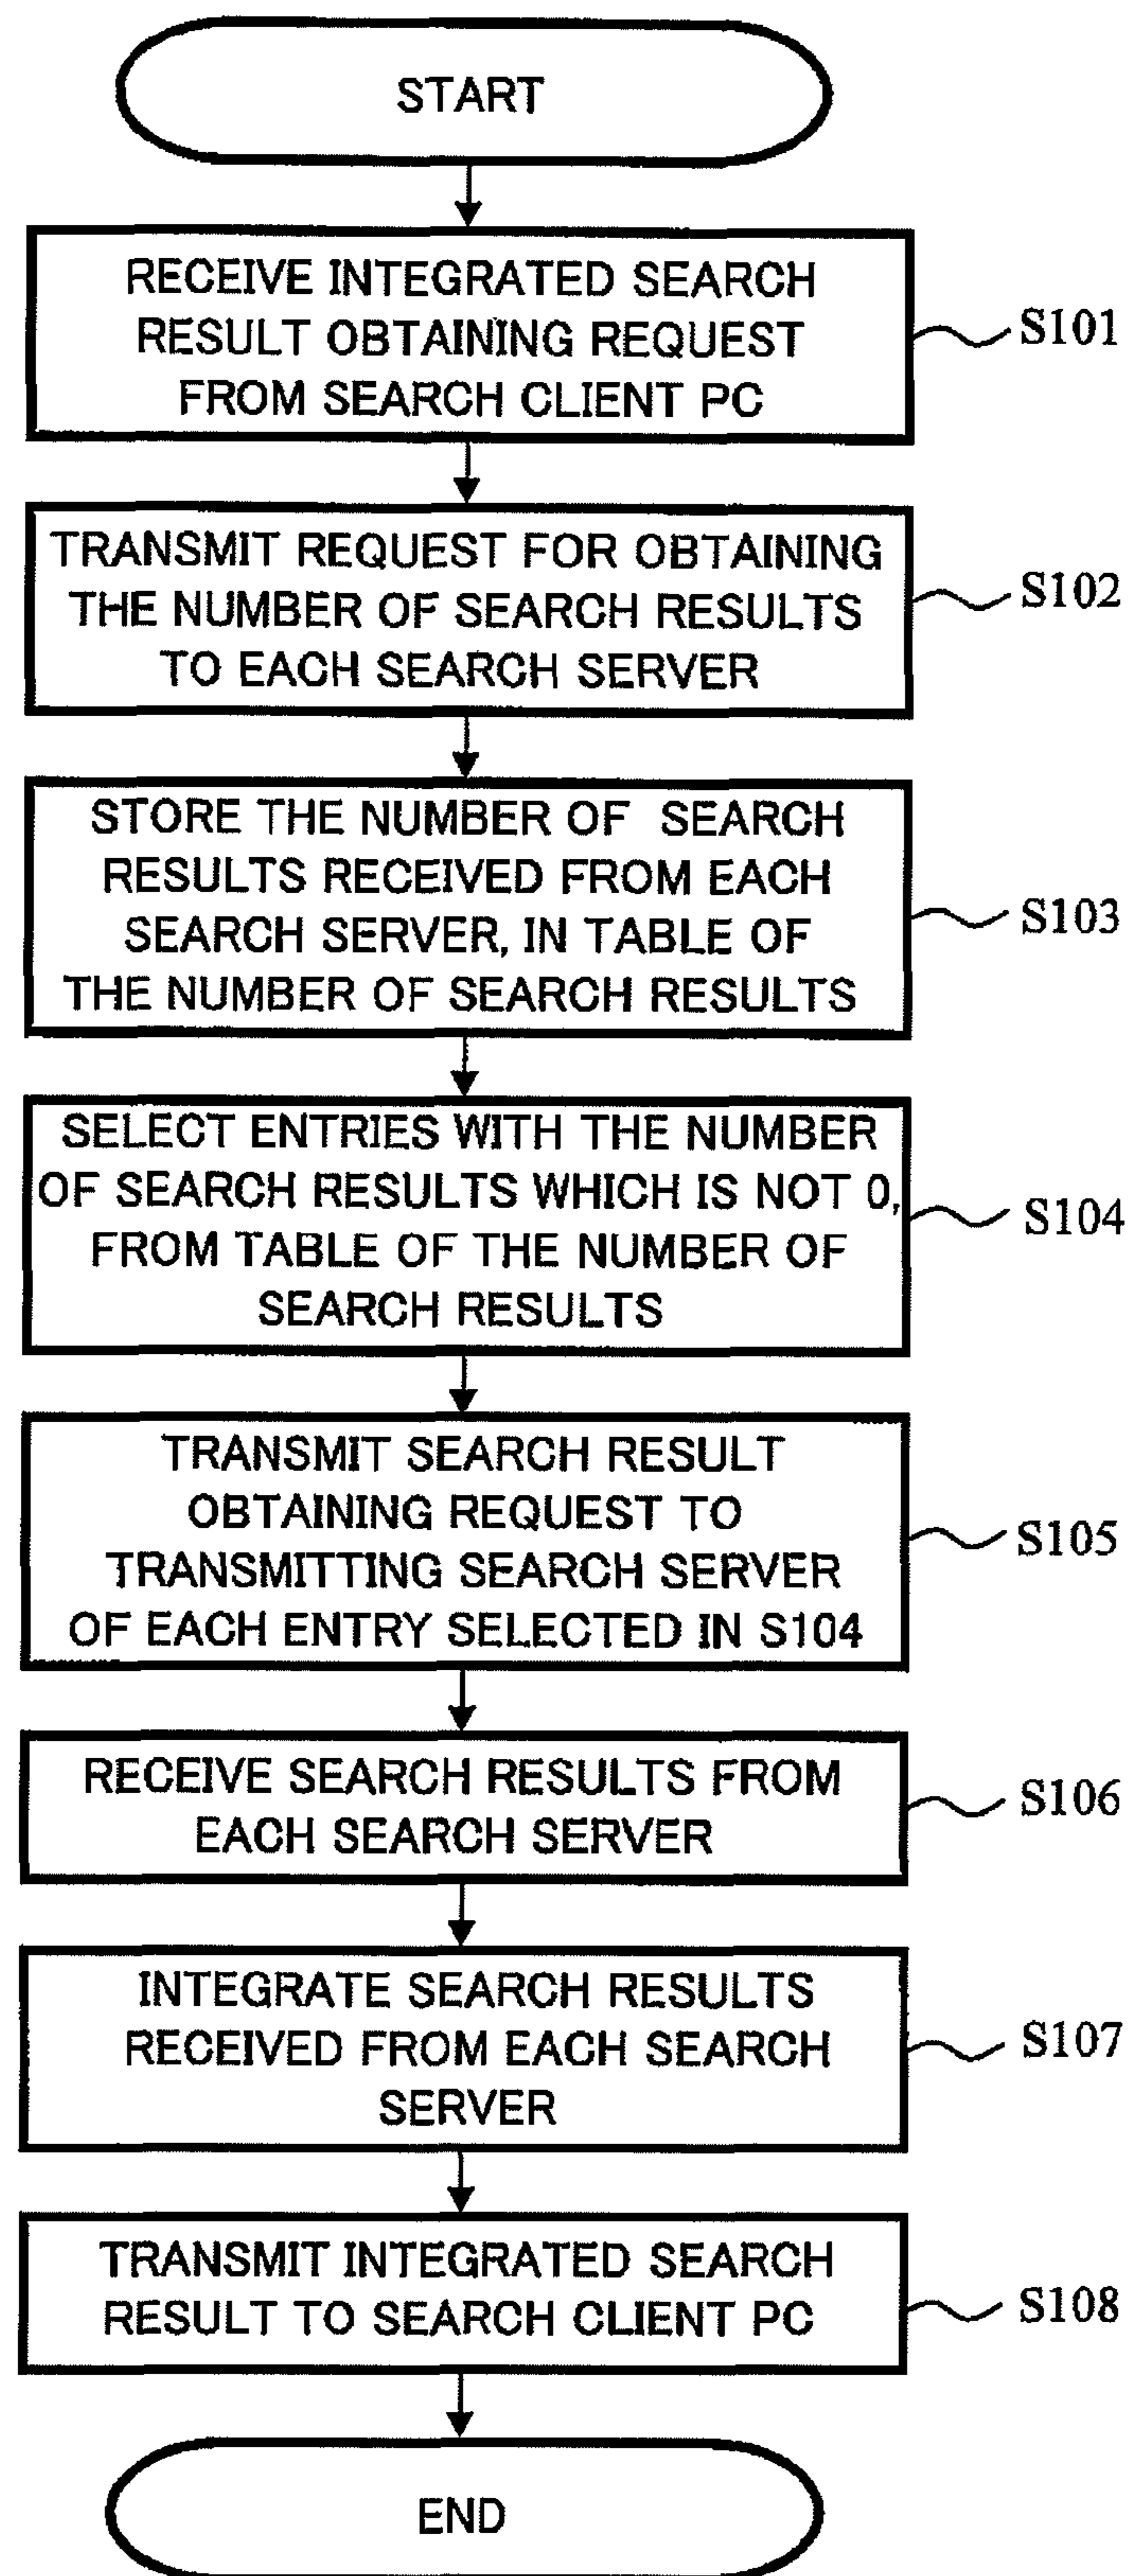 START
RECEIVE INTEGRATED SEARCH
RESULT OBTAINING REQUEST
FROM SEARCH CLIENT PC
S101
TRANSMIT REQUEST FOR OBTAINING
THE NUMBER OF SEARCH RESULTS
TO EACH SEARCH SERVER
S102
STORE THE NUMBER OF SEARCH
RESULTS RECEIVED FROM EACH
SEARCH SERVER, IN TABLE OF
THE NUMBER OF SEARCH RESULTS
S103
SELECT ENTRIES WITH THE NUMBER
OF SEARCH RESULTS WHICH IS NOT 0,
FROM TABLE OF THE NUMBER OF
SEARCH RESULTS
S104
TRANSMIT SEARCH RESULT
OBTAINING REQUEST TO
TRANSMITTING SEARCH SERVER
OF EACH ENTRY SELECTED IN S104
S105
RECEIVE SEARCH RESULTS FROM
EACH SEARCH SERVER
S106
INTEGRATE SEARCH RESULTS
RECEIVED FROM EACH SEARCH
SERVER
S107
TRANSMIT INTEGRATED SEARCH
RESULT TO SEARCH CLIENT PC
S108
END